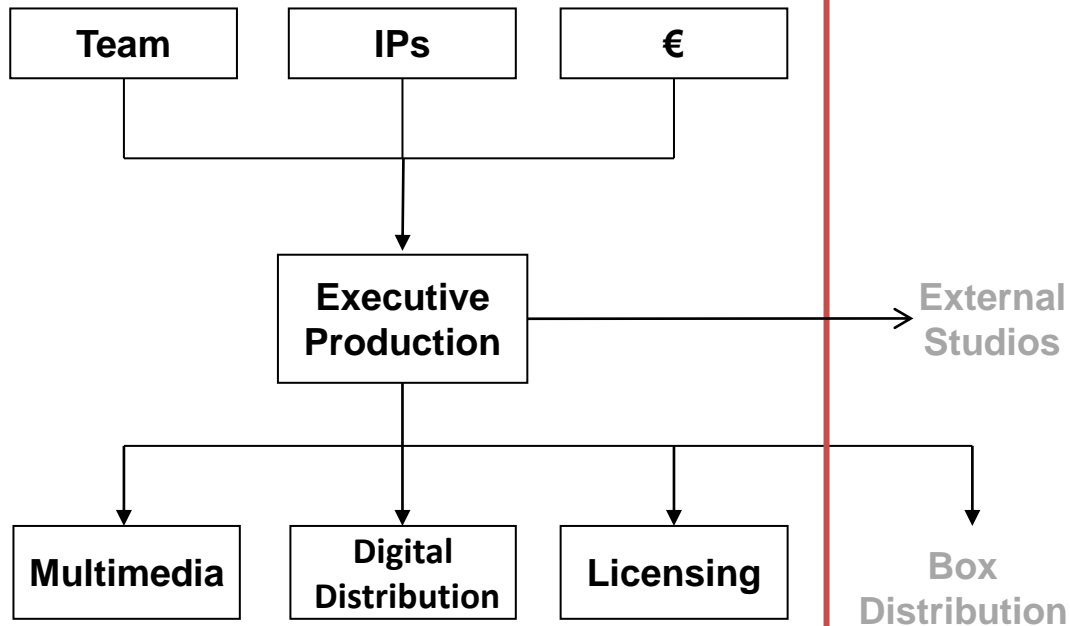 Team
IPs
€
Executive
Production
External
Studios
Multimedia
Digital
Distribution
Licensing
Box
Distribution